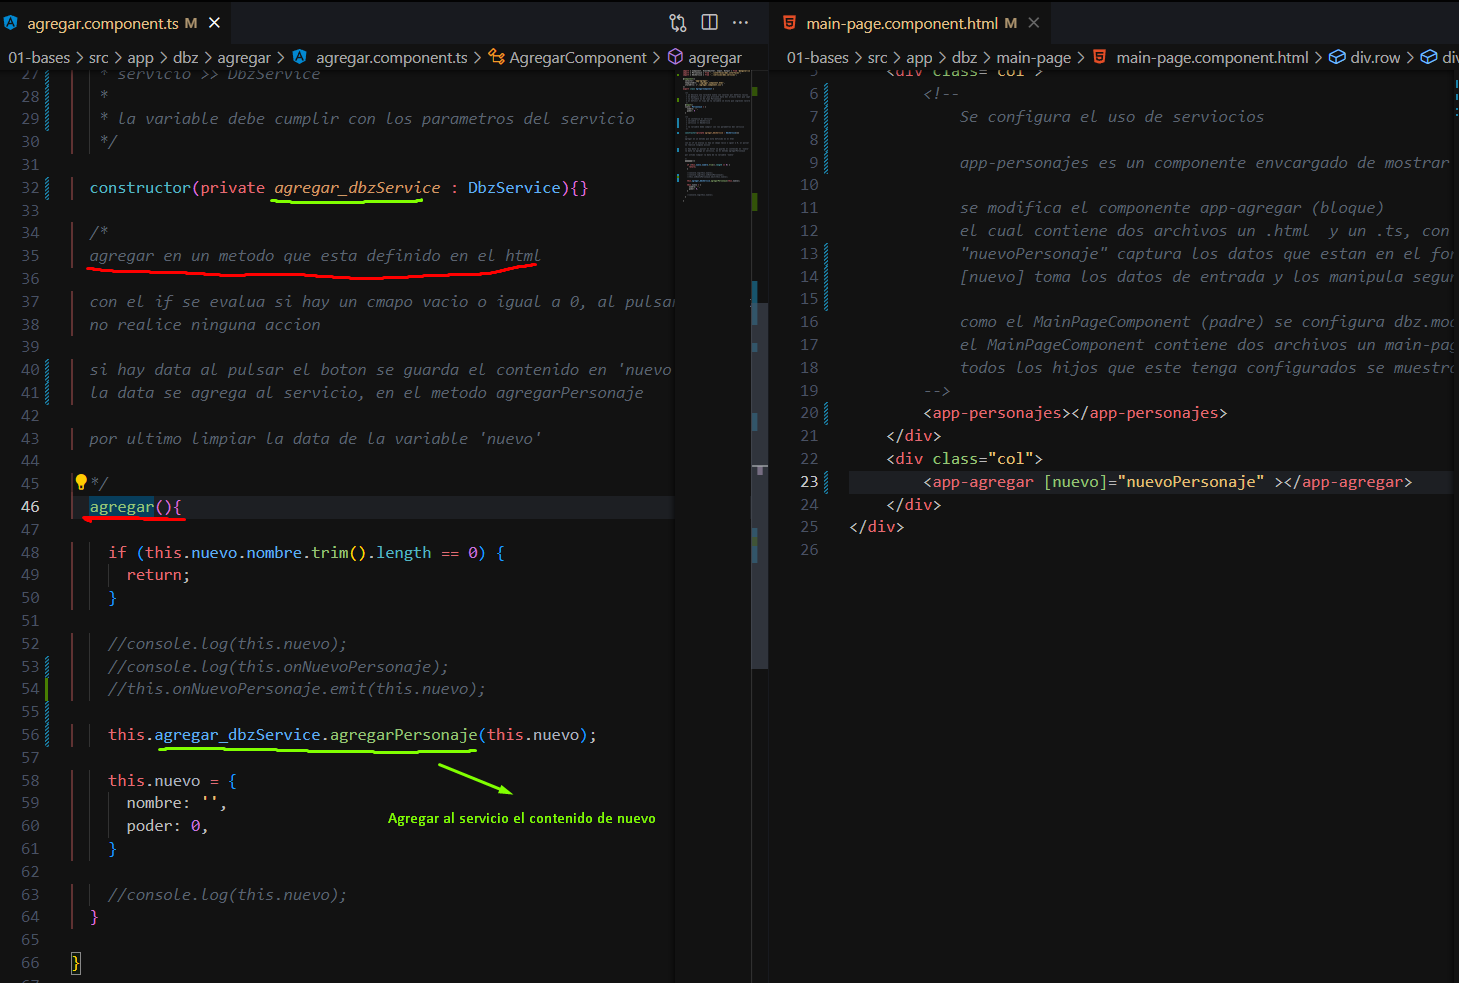 agregar.component.ts M
01-bases > src > app > dbz > agregar > agregar.component.ts > AgregarComponent > agregar
27 * servicio >> DbzService
28 *
29 * la variable debe cumplir con los parametros del servicio
30 */
31
32 constructor(private agregar_dbzService : DbzService){}
33
34 /*
35 agregar en un metodo que esta definido en el html
36
37 con el if se evalua si hay un cmapo vacio o igual a 0, al pulsar
38 no realice ninguna accion
39
40 si hay data al pulsar el boton se guarda el contenido en 'nuevo
41 la data se agrega al servicio, en el metodo agregarPersonaje
42
43 por ultimo limpiar la data de la variable 'nuevo'
44
45 */
46 agregar(){
47
48 if (this.nuevo.nombre.trim().length == 0) {
49 return;
50 }
51
52 //console.log(this.nuevo);
53 //console.log(this.onNuevoPersonaje);
54 //this.onNuevoPersonaje.emit(this.nuevo);
55
56 this.agregar_dbzService.agregarPersonaje(this.nuevo);
57
58 this.nuevo = {
59 nombre: '',
60 poder: 0,
61 }
Agregar al servicio el contenido de nuevo
62
63 //console.log(this.nuevo);
64 }
65
66 }
main-page.component.html M
01-bases > src > app > dbz > main-page > main-page.component.html > div.row > di
5 <div class="col">
6 <!--
7 Se configura el uso de serviocios
8
9 app-personajes es un componente envcargado de mostrar
10
11 se modifica el componente app-agregar (bloque)
12 el cual contiene dos archivos un .html y un .ts, con
13 "nuevoPersonaje" captura los datos que estan en el for
14 [nuevo] toma los datos de entrada y los manipula segur
15
16 como el MainPageComponent (padre) se configura dbz.mod
17 el MainPageComponent contiene dos archivos un main-pag
18 todos los hijos que este tenga configurados se muestra
19 -->
20 <app-personajes></app-personajes>
21 </div>
22 <div class="col">
23 <app-agregar [nuevo]="nuevoPersonaje" ></app-agregar>
24 </div>
25 </div>
26